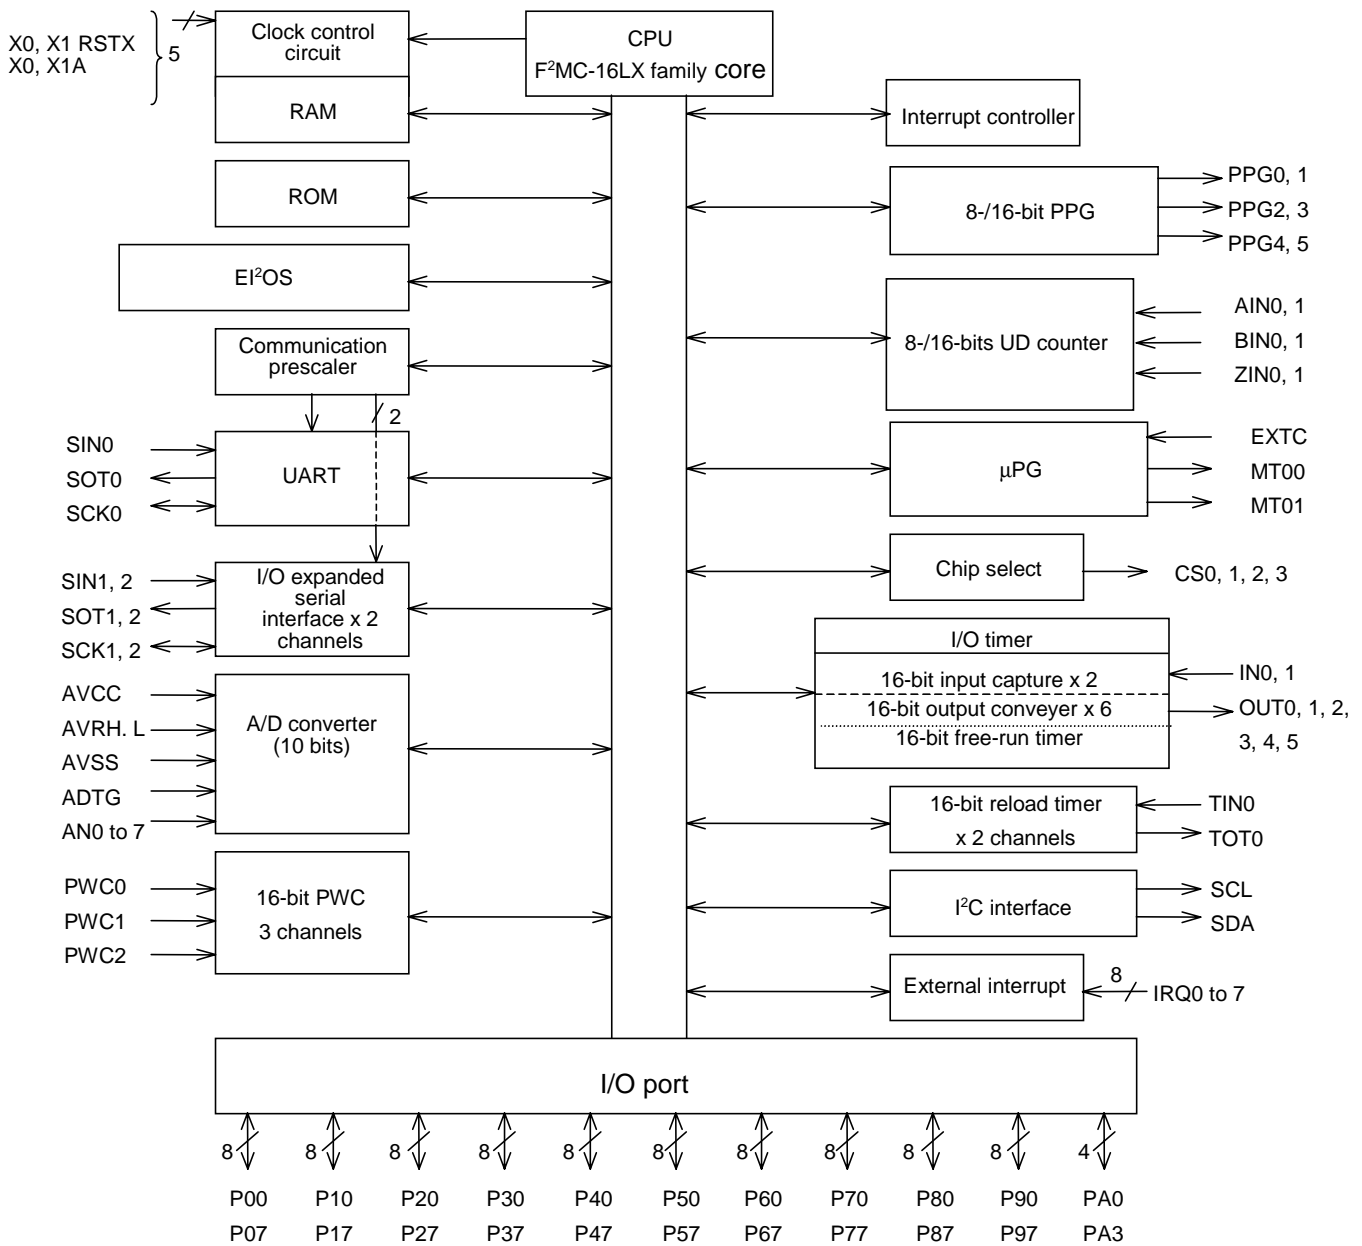 X0, X1 RSTX
X0, X1A
5
Clock control
circuit
CPU
F²MC-16LX family core
RAM
Interrupt controller
ROM
8-/16-bit PPG
PPG0, 1
PPG2, 3
PPG4, 5
EI²OS
8-/16-bits UD counter
AIN0, 1
BIN0, 1
ZIN0, 1
Communication
prescaler
2
SIN0
SOT0
SCK0
UART
µPG
EXTC
MT00
MT01
SIN1, 2
SOT1, 2
SCK1, 2
I/O expanded
serial
interface x 2
channels
Chip select
CS0, 1, 2, 3
I/O timer
16-bit input capture x 2
16-bit output conveyer x 6
16-bit free-run timer
IN0, 1
OUT0, 1, 2,
3, 4, 5
AVCC
AVRH. L
AVSS
ADTG
AN0 to 7
A/D converter
(10 bits)
16-bit reload timer
x 2 channels
TIN0
TOT0
PWC0
PWC1
PWC2
16-bit PWC
3 channels
I²C interface
SCL
SDA
External interrupt
8
IRQ0 to 7
I/O port
8 8 8 8 8 8 8 8 8 8 4
P00 P10 P20 P30 P40 P50 P60 P70 P80 P90 PA0
P07 P17 P27 P37 P47 P57 P67 P77 P87 P97 PA3